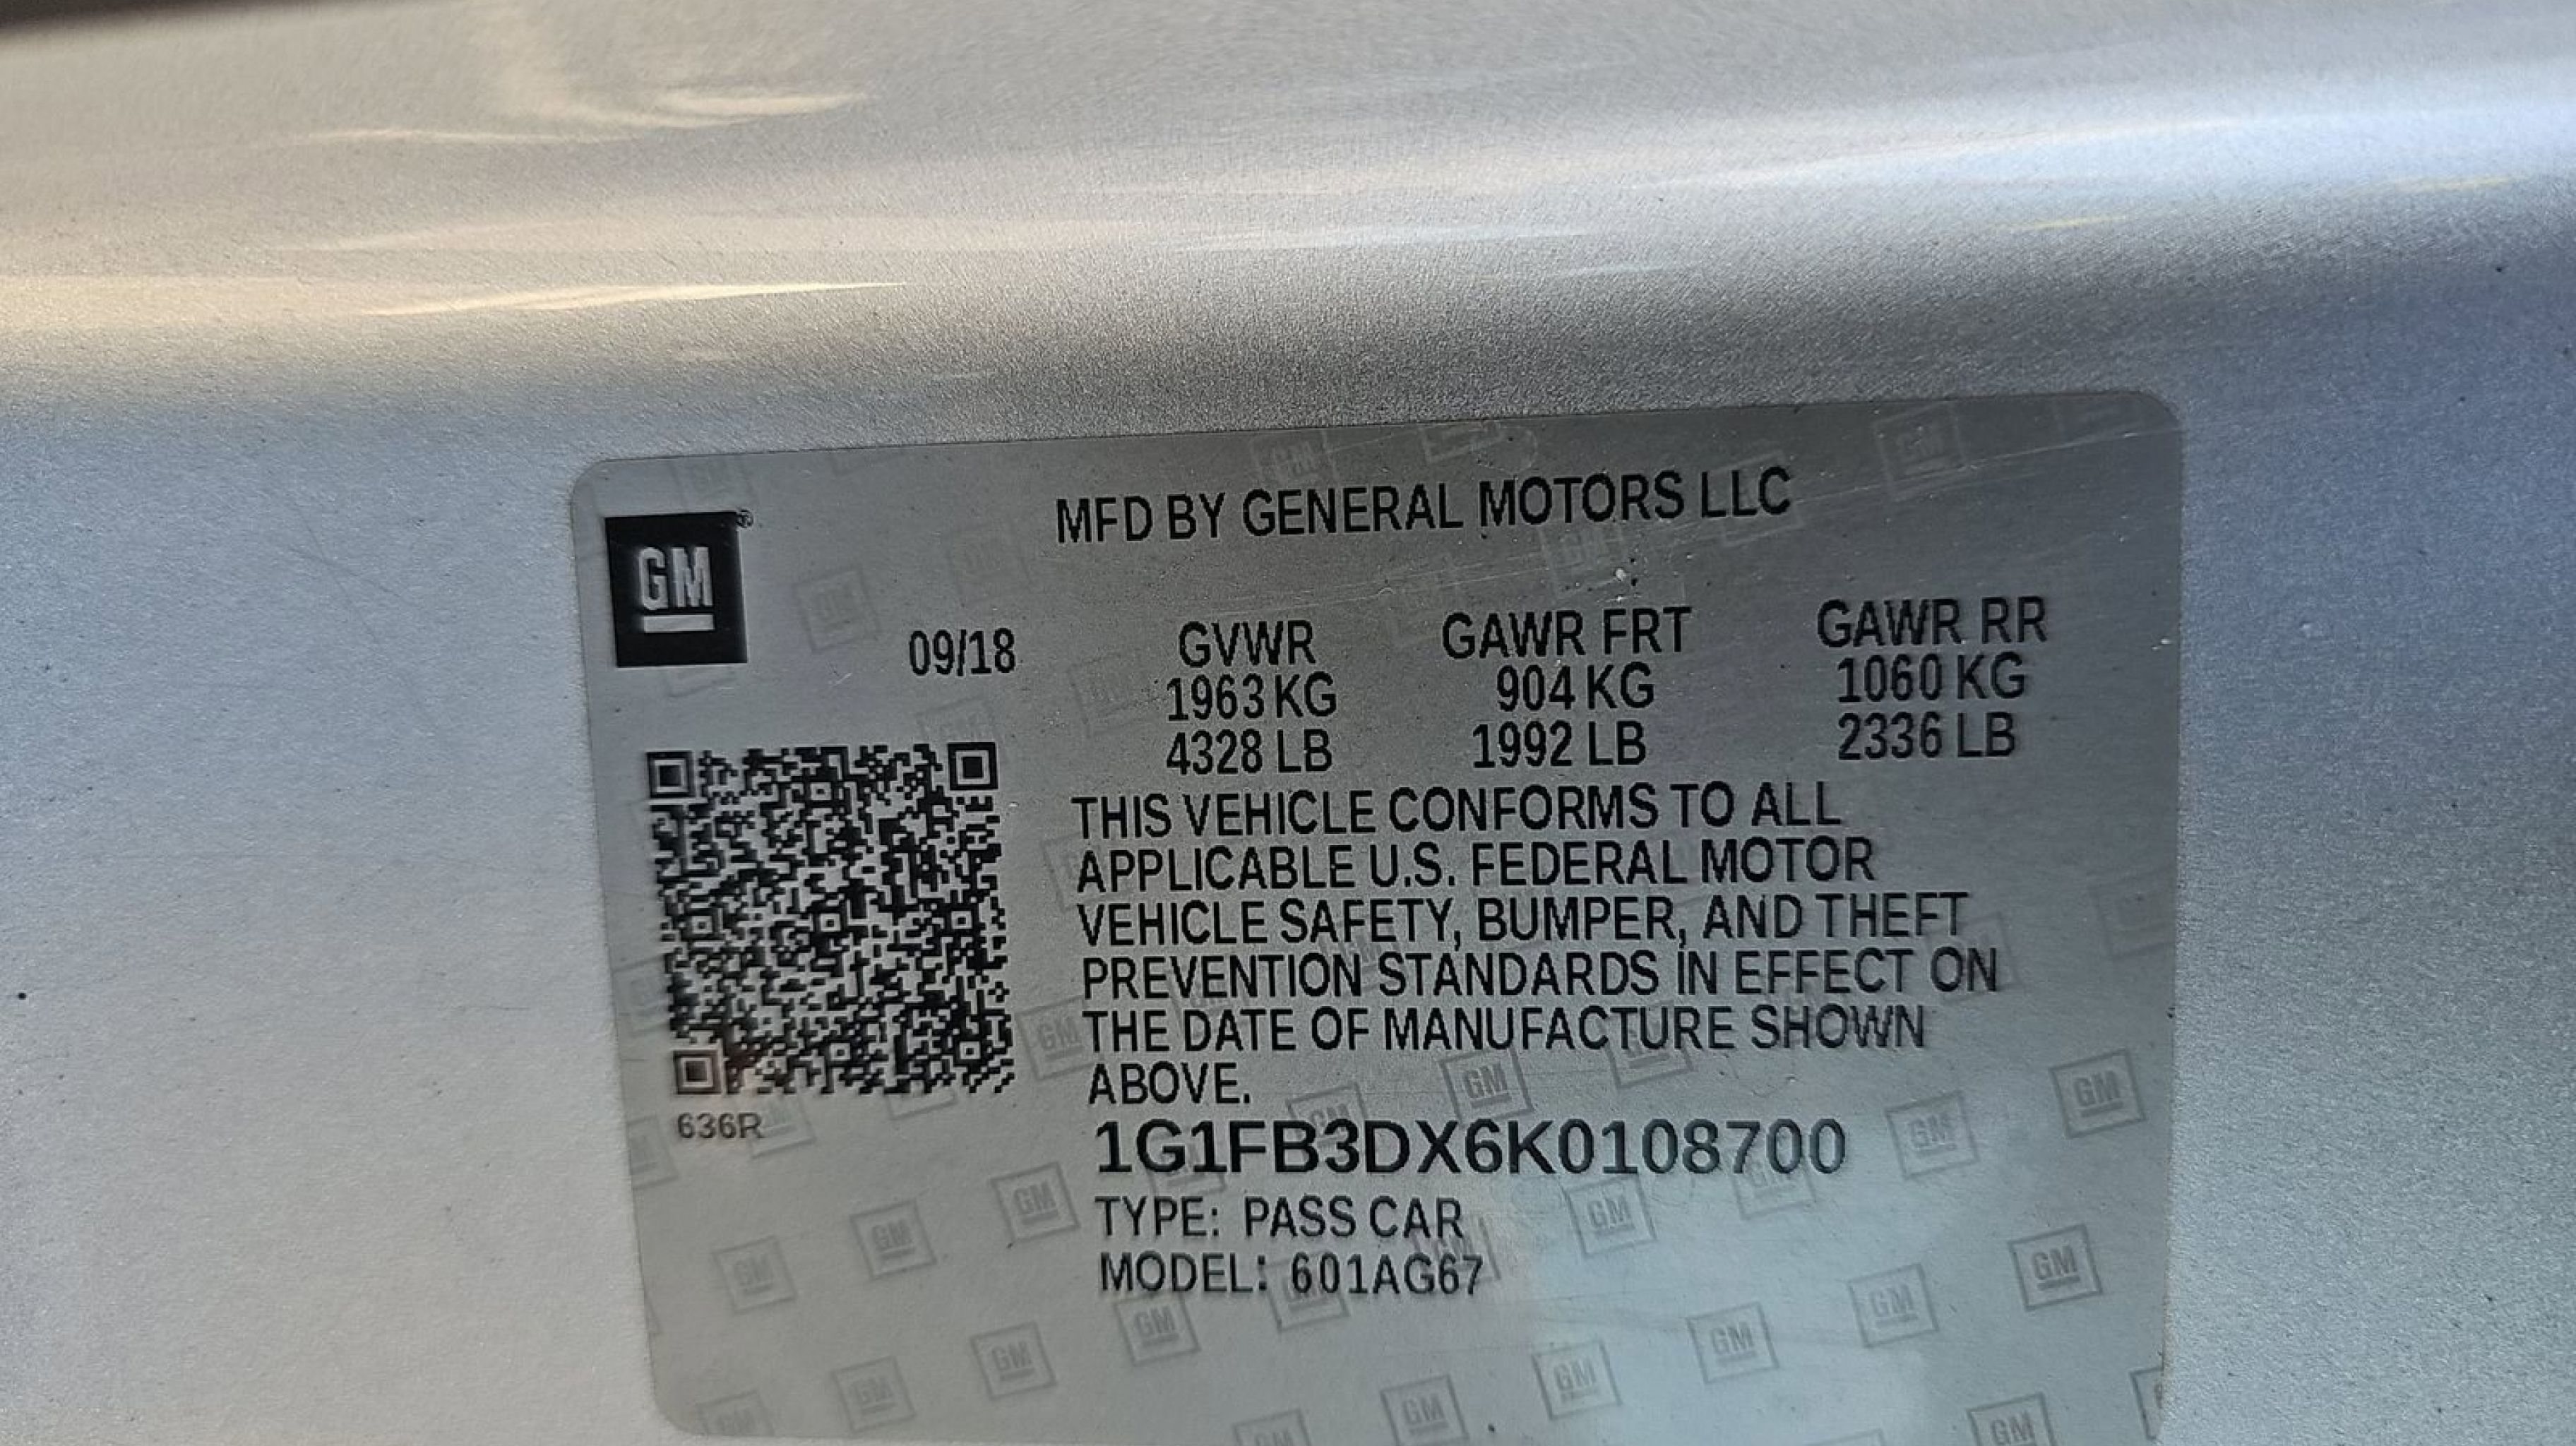 MFD BY GENERAL MOTORS LLC
GM
®
09/18
GVWR
1963 KG
4328 LB
GAWR FRT
904 KG
1992 LB
GAWR RR
1060 KG
2336 LB
THIS VEHICLE CONFORMS TO ALL
APPLICABLE U.S. FEDERAL MOTOR
VEHICLE SAFETY, BUMPER, AND THEFT
PREVENTION STANDARDS IN EFFECT ON
THE DATE OF MANUFACTURE SHOWN
ABOVE.
636R
1G1FB3DX6K0108700
TYPE: PASS CAR
MODEL: 601AG67